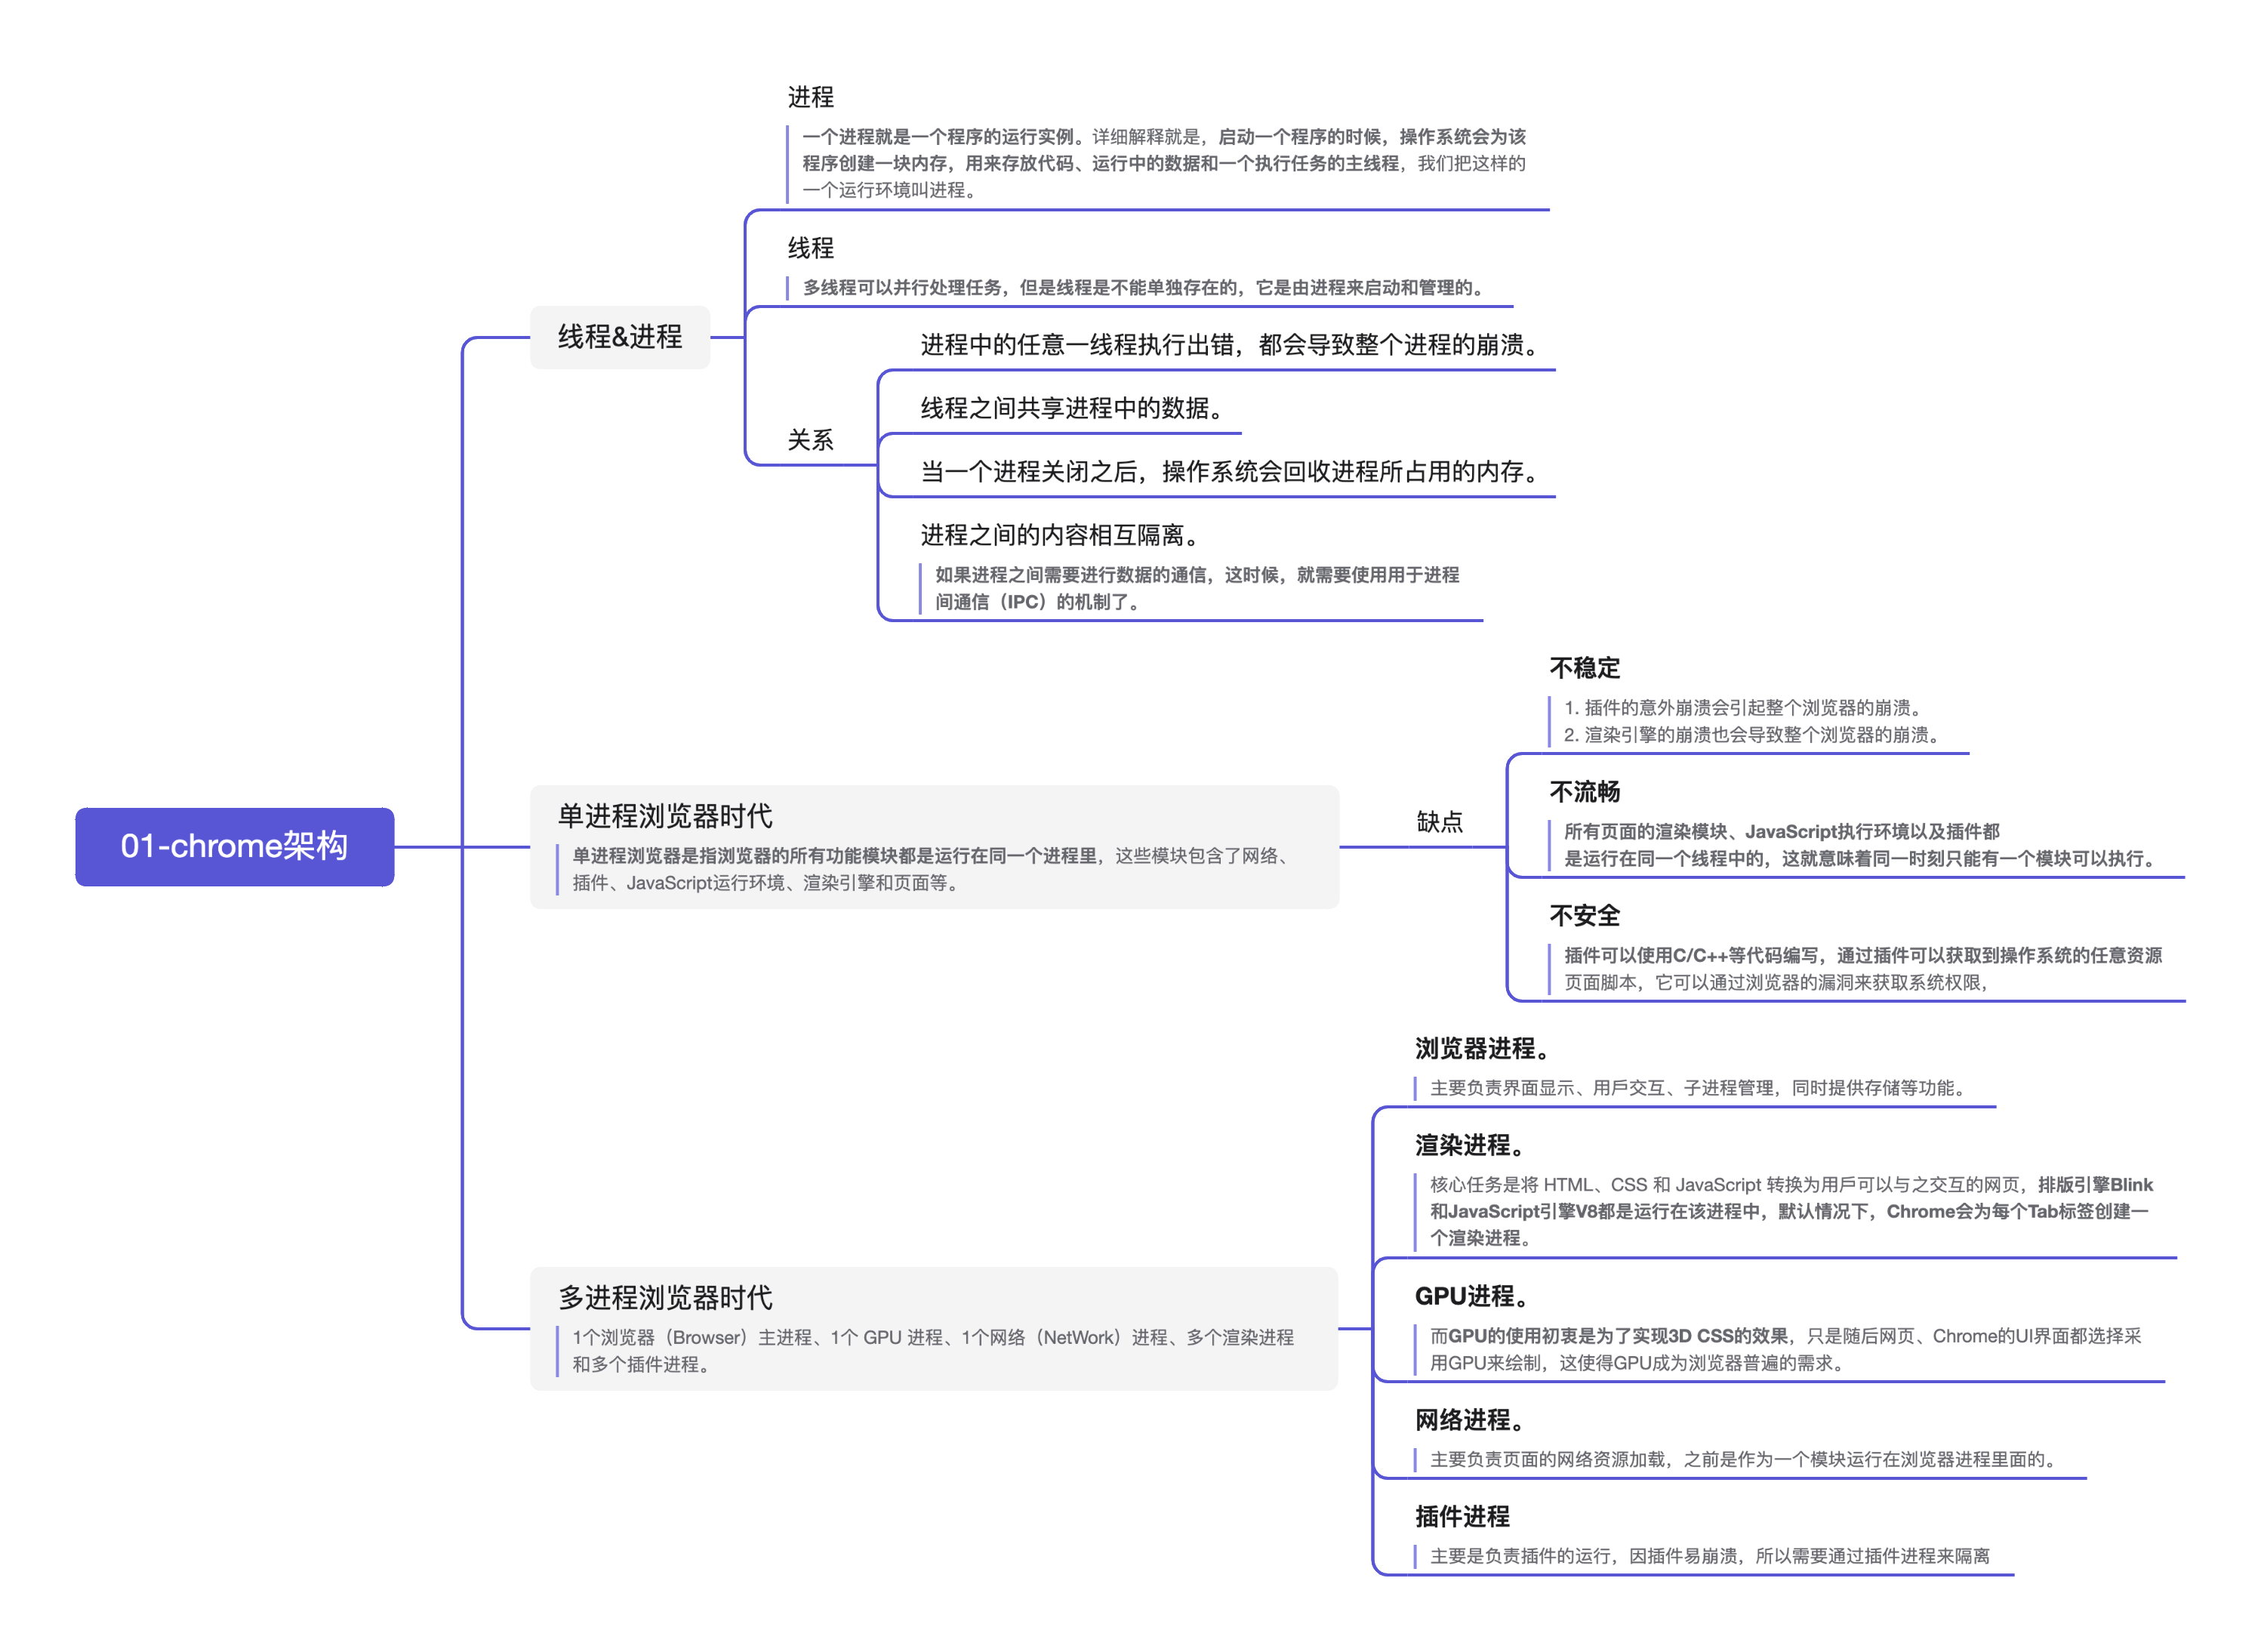 进程
一个进程就是一个程序的运行实例。详细解释就是，启动一个程序的时候，操作系统会为该
程序创建一块内存，用来存放代码、运行中的数据和一个执行任务的主线程，我们把这样的
一个运行环境叫进程。
线程
多线程可以并行处理任务，但是线程是不能单独存在的，它是由进程来启动和管理的。
线程&进程
进程中的任意一线程执行出错，都会导致整个进程的崩溃。
线程之间共享进程中的数据。
关系
当一个进程关闭之后，操作系统会回收进程所占用的内存。
进程之间的内容相互隔离。
如果进程之间需要进行数据的通信，这时候，就需要使用用于进程
间通信（IPC）的机制了。
01-chrome架构
单进程浏览器时代
单进程浏览器是指浏览器的所有功能模块都是运行在同一个进程里，这些模块包含了网络、
插件、JavaScript运行环境、渲染引擎和页面等。
缺点
不稳定
1. 插件的意外崩溃会引起整个浏览器的崩溃。
2. 渲染引擎的崩溃也会导致整个浏览器的崩溃。
不流畅
所有页面的渲染模块、JavaScript执行环境以及插件都
是运行在同一个线程中的，这就意味着同一时刻只能有一个模块可以执行。
不安全
插件可以使用C/C++等代码编写，通过插件可以获取到操作系统的任意资源
页面脚本，它可以通过浏览器的漏洞来获取系统权限，
多进程浏览器时代
1个浏览器（Browser）主进程、1个 GPU 进程、1个网络（NetWork）进程、多个渲染进程
和多个插件进程。
浏览器进程。
主要负责界面显示、用戶交互、子进程管理，同时提供存储等功能。
渲染进程。
核心任务是将 HTML、CSS 和 JavaScript 转换为用戶可以与之交互的网页，排版引擎Blink
和JavaScript引擎V8都是运行在该进程中，默认情况下，Chrome会为每个Tab标签创建一
个渲染进程。
GPU进程。
而GPU的使用初衷是为了实现3D CSS的效果，只是随后网页、Chrome的UI界面都选择采
用GPU来绘制，这使得GPU成为浏览器普遍的需求。
网络进程。
主要负责页面的网络资源加载，之前是作为一个模块运行在浏览器进程里面的。
插件进程
主要是负责插件的运行，因插件易崩溃，所以需要通过插件进程来隔离